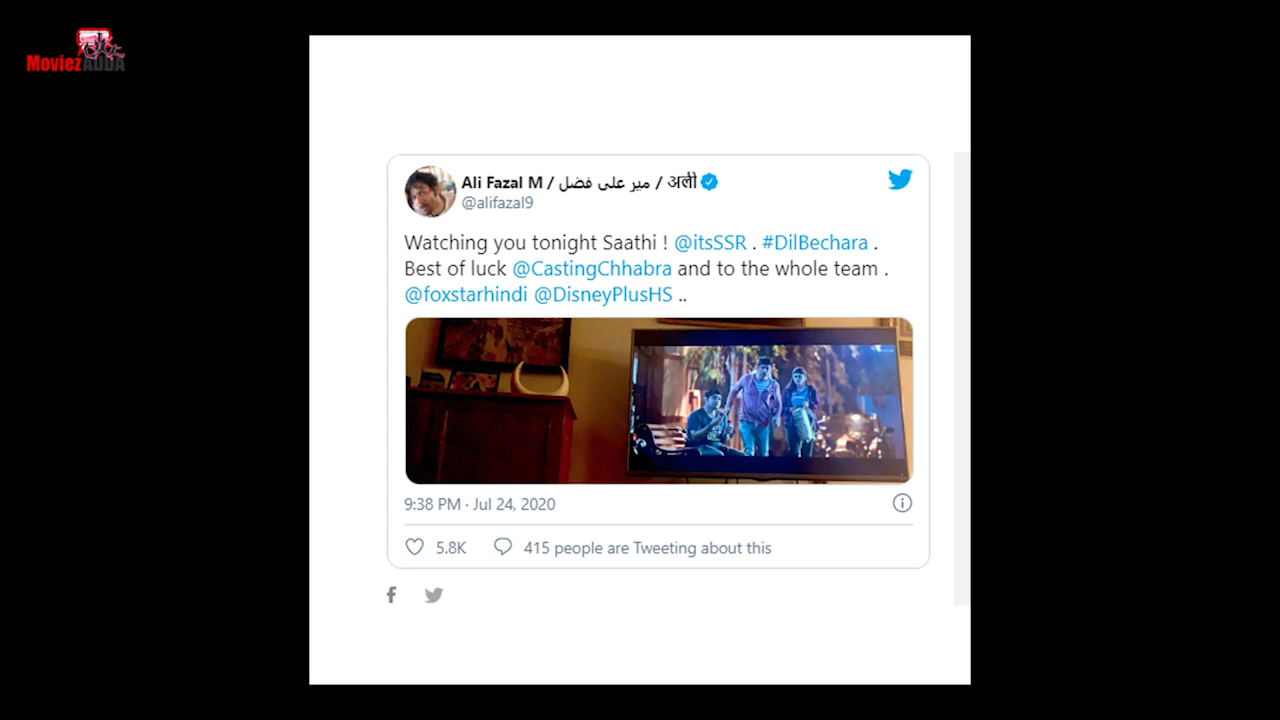 Moviez ADDA
Ali Fazal M / میر علی فضل / अली
@alifazal9
Watching you tonight Saathi ! @itsSSR . #DilBechara .
Best of luck @CastingChhabra and to the whole team .
@foxstarhindi @DisneyPlusHS ..
9:38 PM · Jul 24, 2020
5.8K
415 people are Tweeting about this